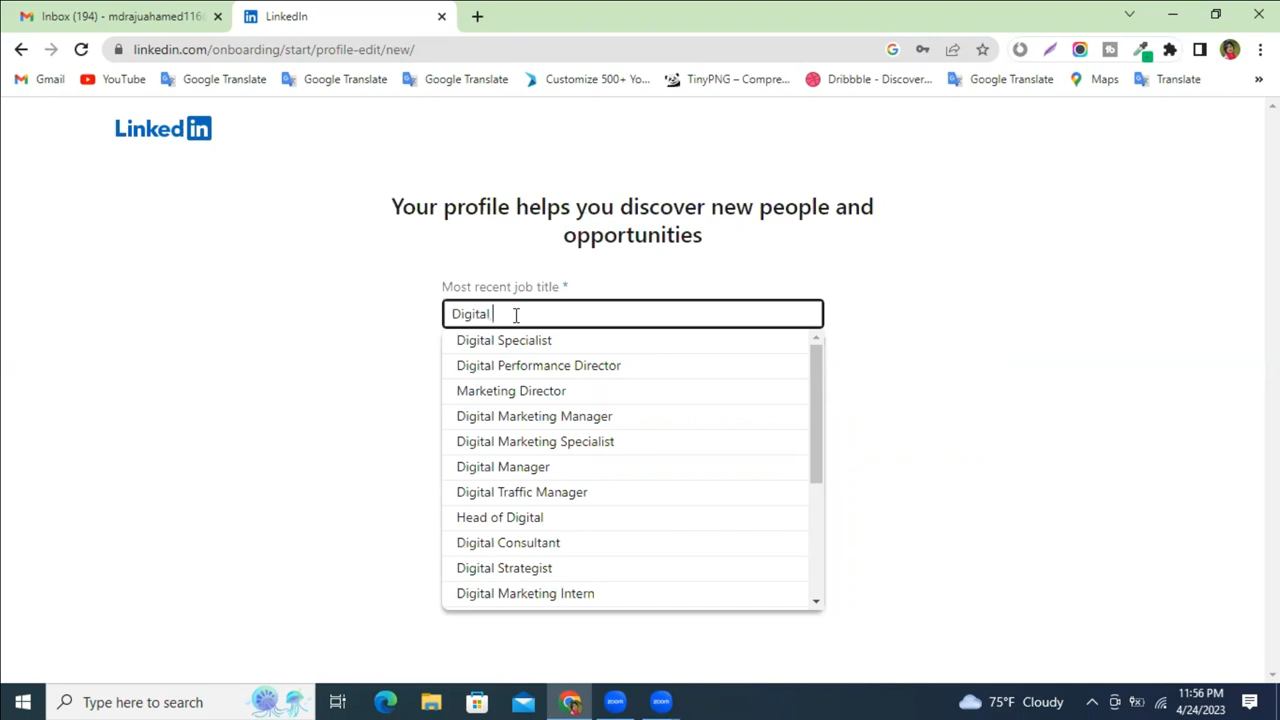 Inbox (194) - mdrajuahamed116
LinkedIn
linkedin.com/onboarding/start/profile-edit/new/
Gmail YouTube Google Translate Google Translate Google Translate Customize 500+ Yo... TinyPNG – Compre... Dribbble - Discover... Google Translate Maps Translate
Linkedin
Your profile helps you discover new people and
opportunities
Most recent job title *
Digital
Digital Specialist
Digital Performance Director
Marketing Director
Digital Marketing Manager
Digital Marketing Specialist
Digital Manager
Digital Traffic Manager
Head of Digital
Digital Consultant
Digital Strategist
Digital Marketing Intern
Type here to search
zoom
zoom
75°F Cloudy
11:56 PM
4/24/2023